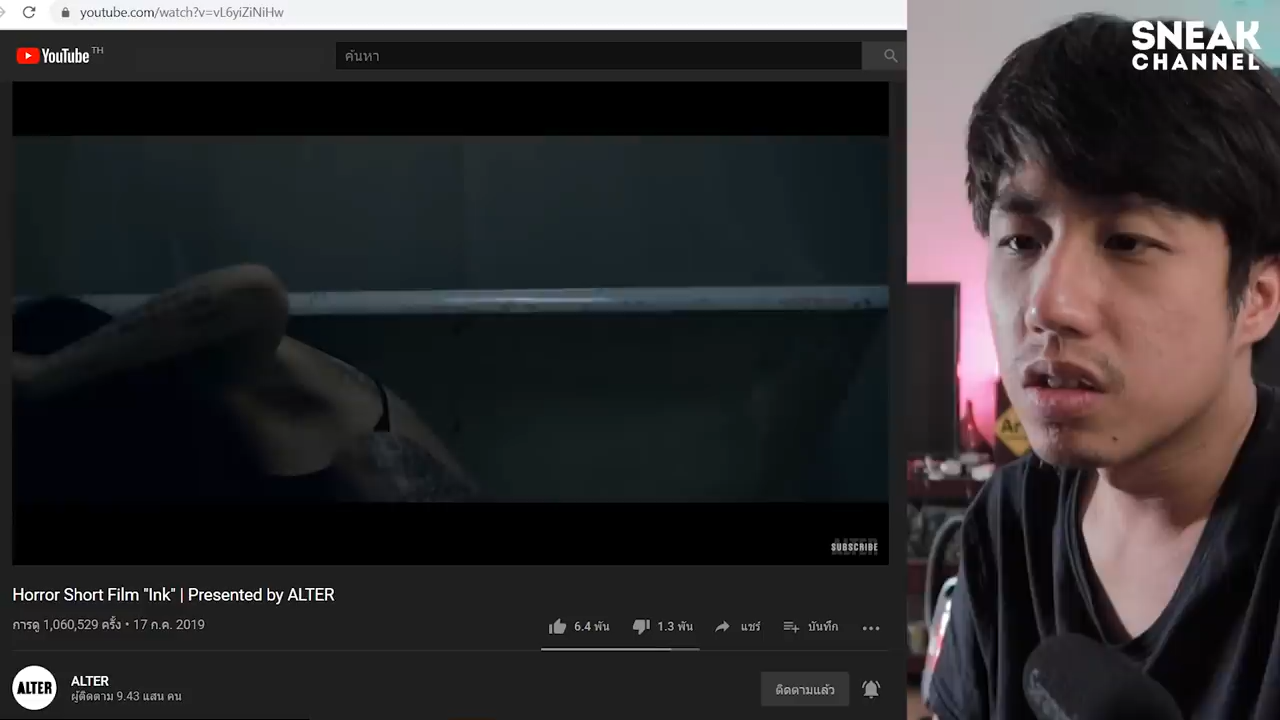 youtube.com/watch?v=vL6yiZiNiHw
YouTube TH
ค้นหา
SNEAK
CHANNEL
Ar
SUBSCRIBE
Horror Short Film "Ink" | Presented by ALTER
การดู 1,060,529 ครั้ง • 17 ก.ค. 2019
6.4 พัน 1.3 พัน แชร์ บันทึก
ALTER
ALTER
ผู้ติดตาม 9.43 แสน คน
ติดตามแล้ว